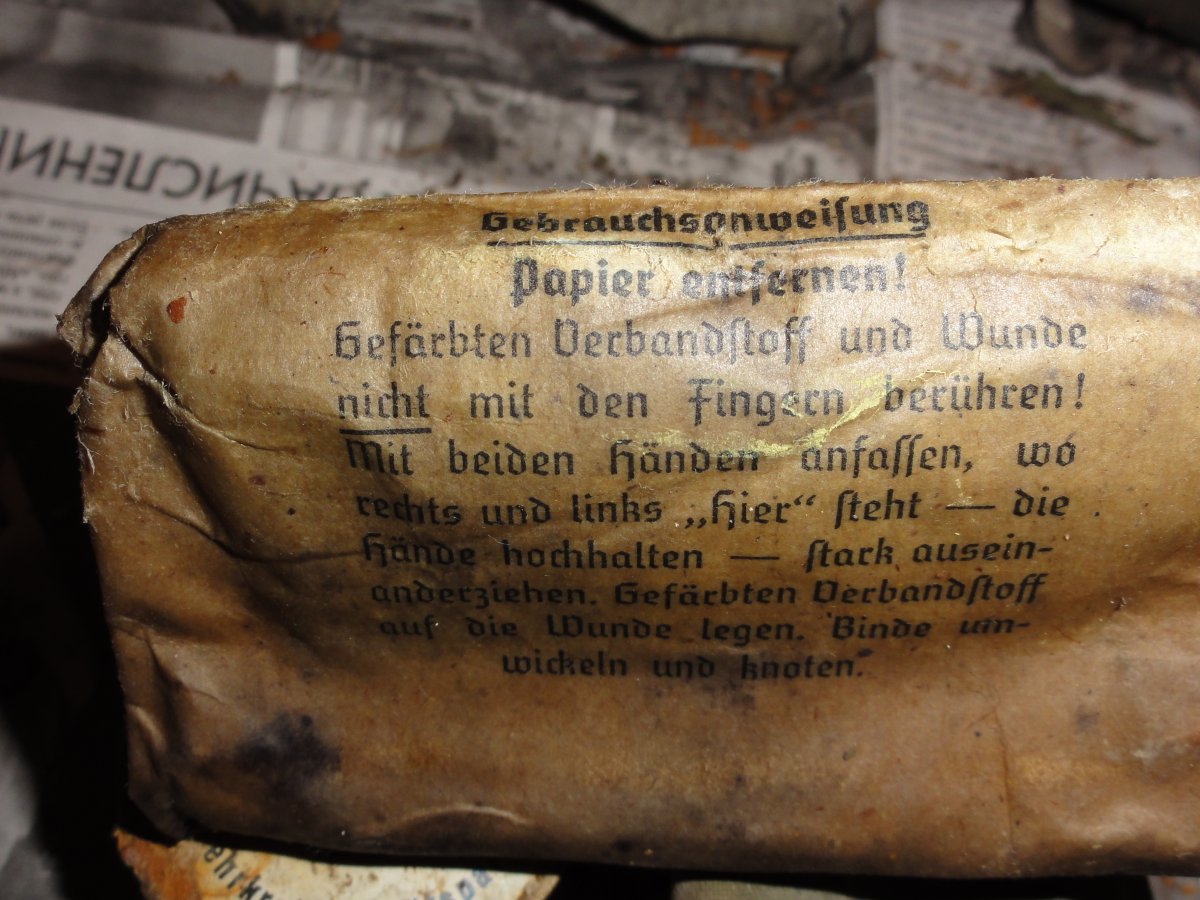 НАЧИСЛЕНИ
Gebrauchsanweiſung
Papier entfernen!
Gefärbten Verbandſtoff und Wunde
nicht mit den Fingern berühren!
Mit beiden Händen anfaſſen, wo
rechts und links „Hier“ ſteht — die
Hände hochhalten — ſtark ausein-
anderziehen. Gefärbten Verbandſtoff
auf die Wunde legen. Binde um-
wickeln und knoten.